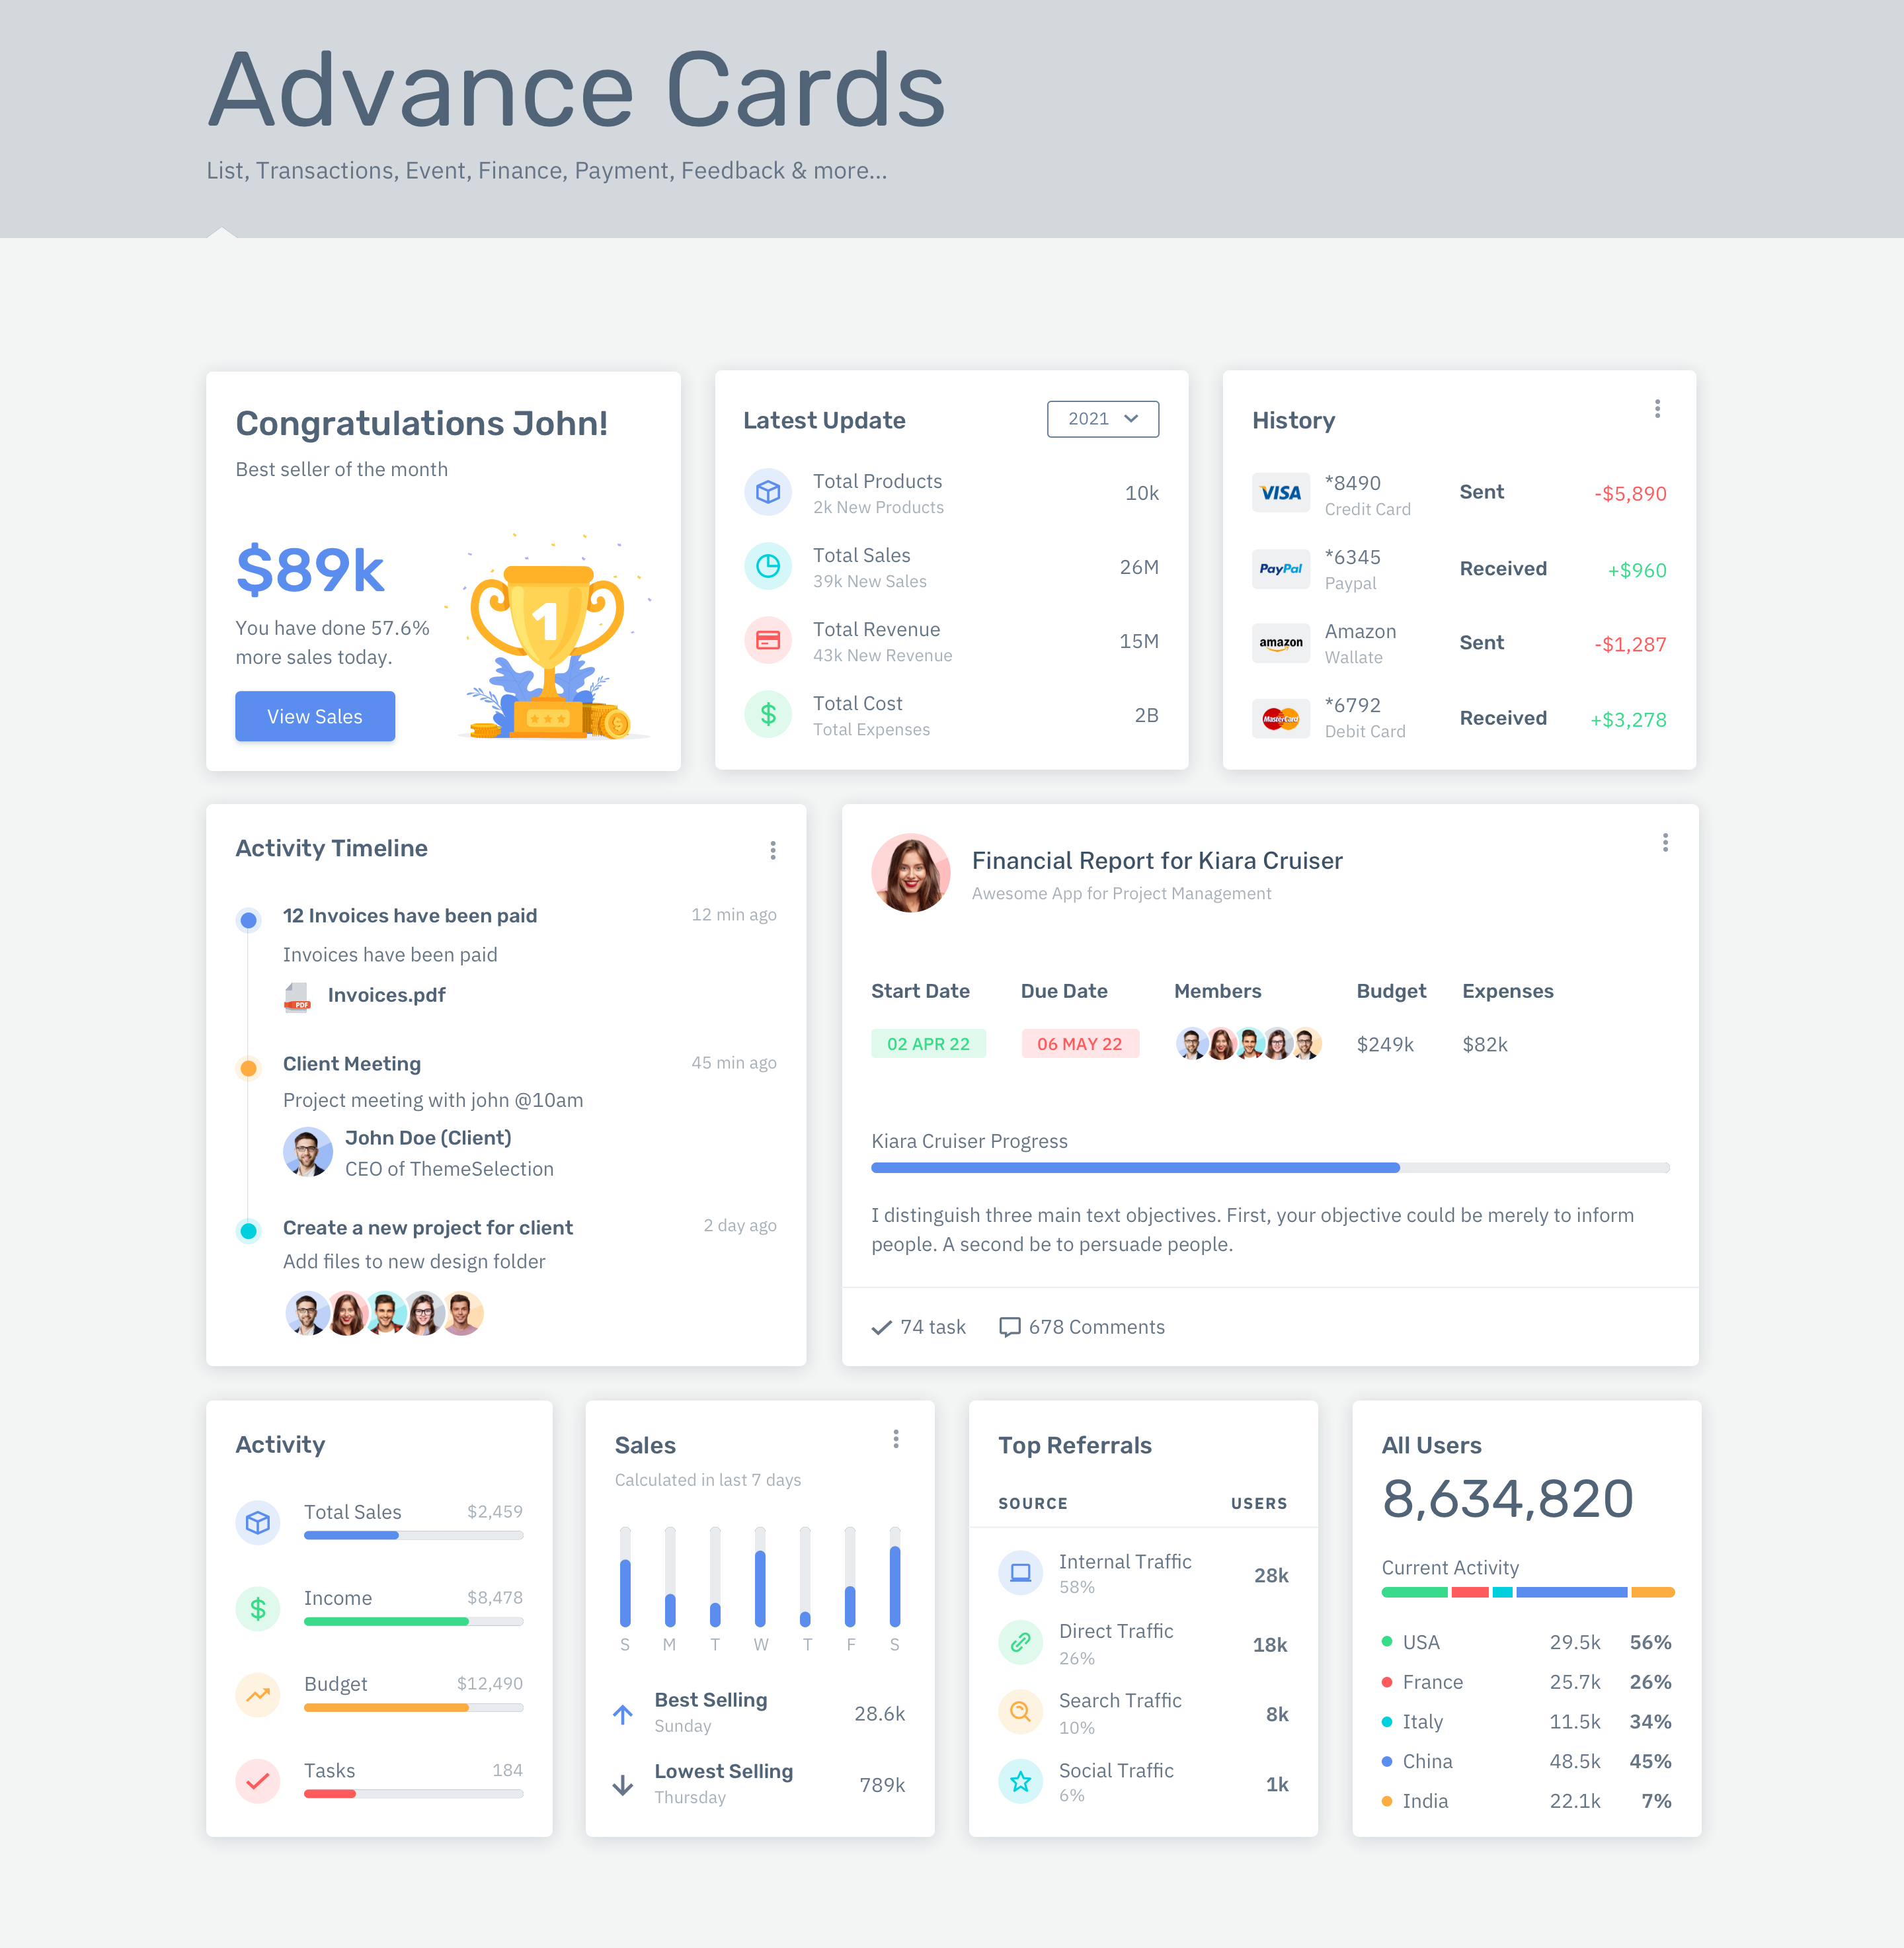 Advance Cards
List, Transactions, Event, Finance, Payment, Feedback & more...
Congratulations John!
Best seller of the month
$89k
You have done 57.6%
more sales today.
View Sales
1
Latest Update
2021
Total Products
2k New Products
10k
Total Sales
39k New Sales
26M
Total Revenue
43k New Revenue
15M
Total Cost
Total Expenses
2B
History
VISA
*8490
Credit Card
Sent
-$5,890
PayPal
*6345
Paypal
Received
+$960
amazon
Amazon
Wallate
Sent
-$1,287
MasterCard
*6792
Debit Card
Received
+$3,278
Activity Timeline
12 Invoices have been paid
12 min ago
Invoices have been paid
PDF
Invoices.pdf
Client Meeting
45 min ago
Project meeting with john @10am
John Doe (Client)
CEO of ThemeSelection
Create a new project for client
2 day ago
Add files to new design folder
Financial Report for Kiara Cruiser
Awesome App for Project Management
Start Date
Due Date
Members
Budget
Expenses
02 APR 22
06 MAY 22
$249k
$82k
Kiara Cruiser Progress
I distinguish three main text objectives. First, your objective could be merely to inform
people. A second be to persuade people.
74 task
678 Comments
Activity
Total Sales
$2,459
Income
$8,478
Budget
$12,490
Tasks
184
Sales
Calculated in last 7 days
S M T W T F S
Best Selling
Sunday
28.6k
Lowest Selling
Thursday
789k
Top Referrals
SOURCE
USERS
Internal Traffic
58%
28k
Direct Traffic
26%
18k
Search Traffic
10%
8k
Social Traffic
6%
1k
All Users
8,634,820
Current Activity
USA 29.5k 56%
France 25.7k 26%
Italy 11.5k 34%
China 48.5k 45%
India 22.1k 7%